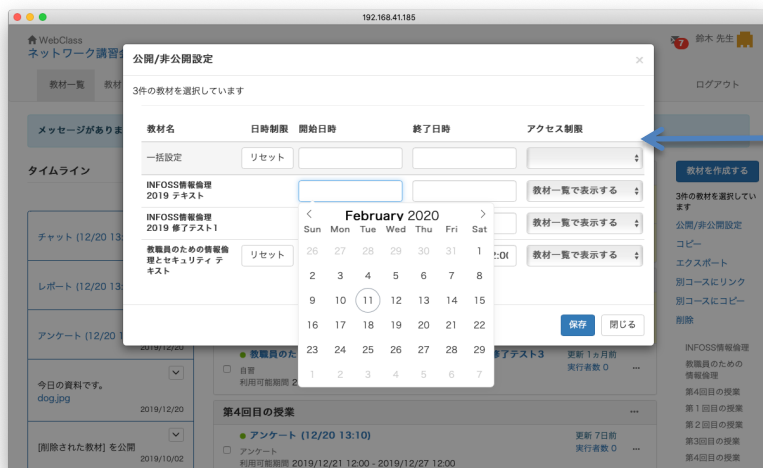 192.168.41.185
WebClass
ネットワーク講習会
7
鈴木 先生
教材一覧 教材
ログアウト
公開/非公開設定 ×
3件の教材を選択しています
教材名 日時制限 開始日時 終了日時 アクセス制限
一括設定 リセット
INFOSS情報倫理
2019 テキスト
教材一覧で表示する
INFOSS情報倫理
2019 修了テスト1
教材一覧で表示する
教職員のための情報倫
理とセキュリティ テ
キスト
リセット
教材一覧で表示する
February 2020
Sun Mon Tue Wed Thu Fri Sat
26 27 28 29 30 31 1
2 3 4 5 6 7 8
9 10 11 12 13 14 15
16 17 18 19 20 21 22
23 24 25 26 27 28 29
1 2 3 4 5 6 7
保存 閉じる
メッセージがありま
タイムライン
チャット (12/20 13:
レポート (12/20 13:
アンケート (12/20 1
2019/12/20
今日の資料です。
dog.jpg
2019/12/20
[削除された教材] を公開
2019/10/02
教職員のた
修了テスト3
更新 1ヵ月前
自習
実行者数 0 ...
利用可能期間 2
第4回目の授業 ...
アンケート (12/20 13:10)
更新 7日前
アンケート
実行者数 0 ...
利用可能期間 2019/12/21 12:00 - 2019/12/27 12:00
教材を作成する
3件の教材を選択してい
ます
公開/非公開設定
コピー
エクスポート
別コースにリンク
別コースにコピー
削除
INFOSS情報倫理
教職員のための
情報倫理
第4回目の授業
第1回目の授業
第2回目の授業
第3回目の授業
第4回目の授業